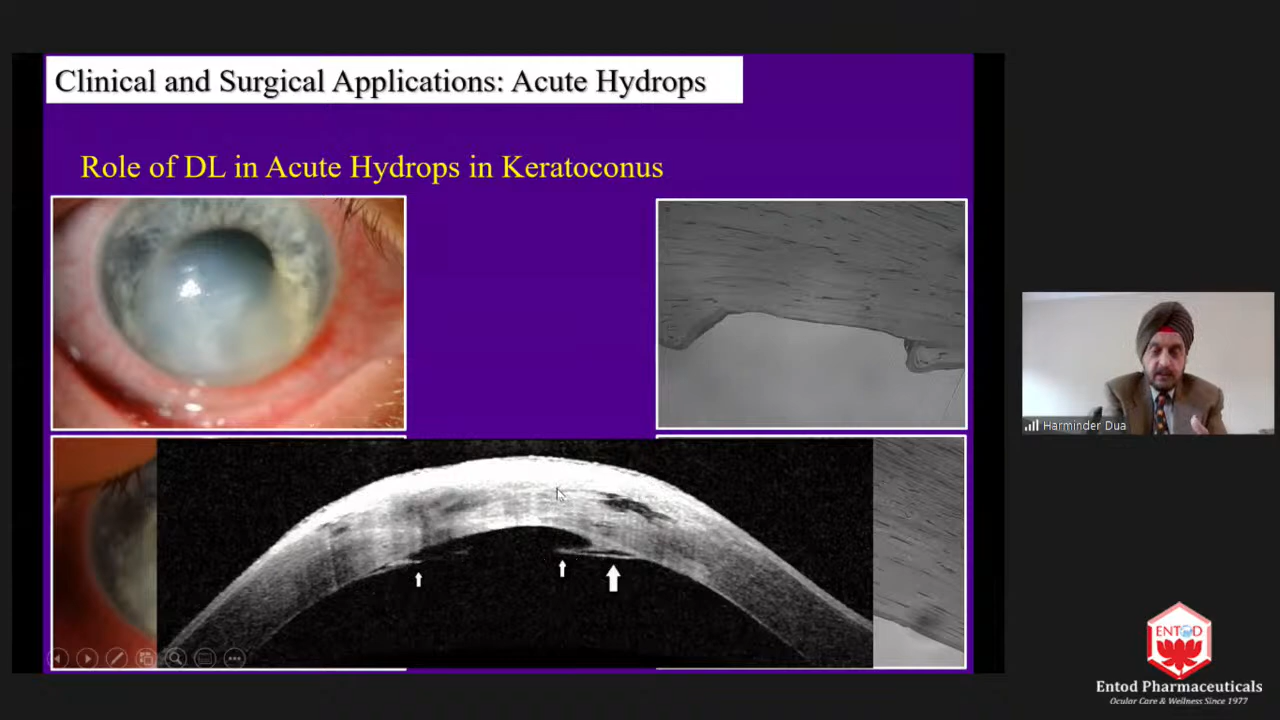 Clinical and Surgical Applications: Acute Hydrops
Role of DL in Acute Hydrops in Keratoconus
Harminder Dua
ENTOD
Entod Pharmaceuticals
Ocular Care & Wellness Since 1977